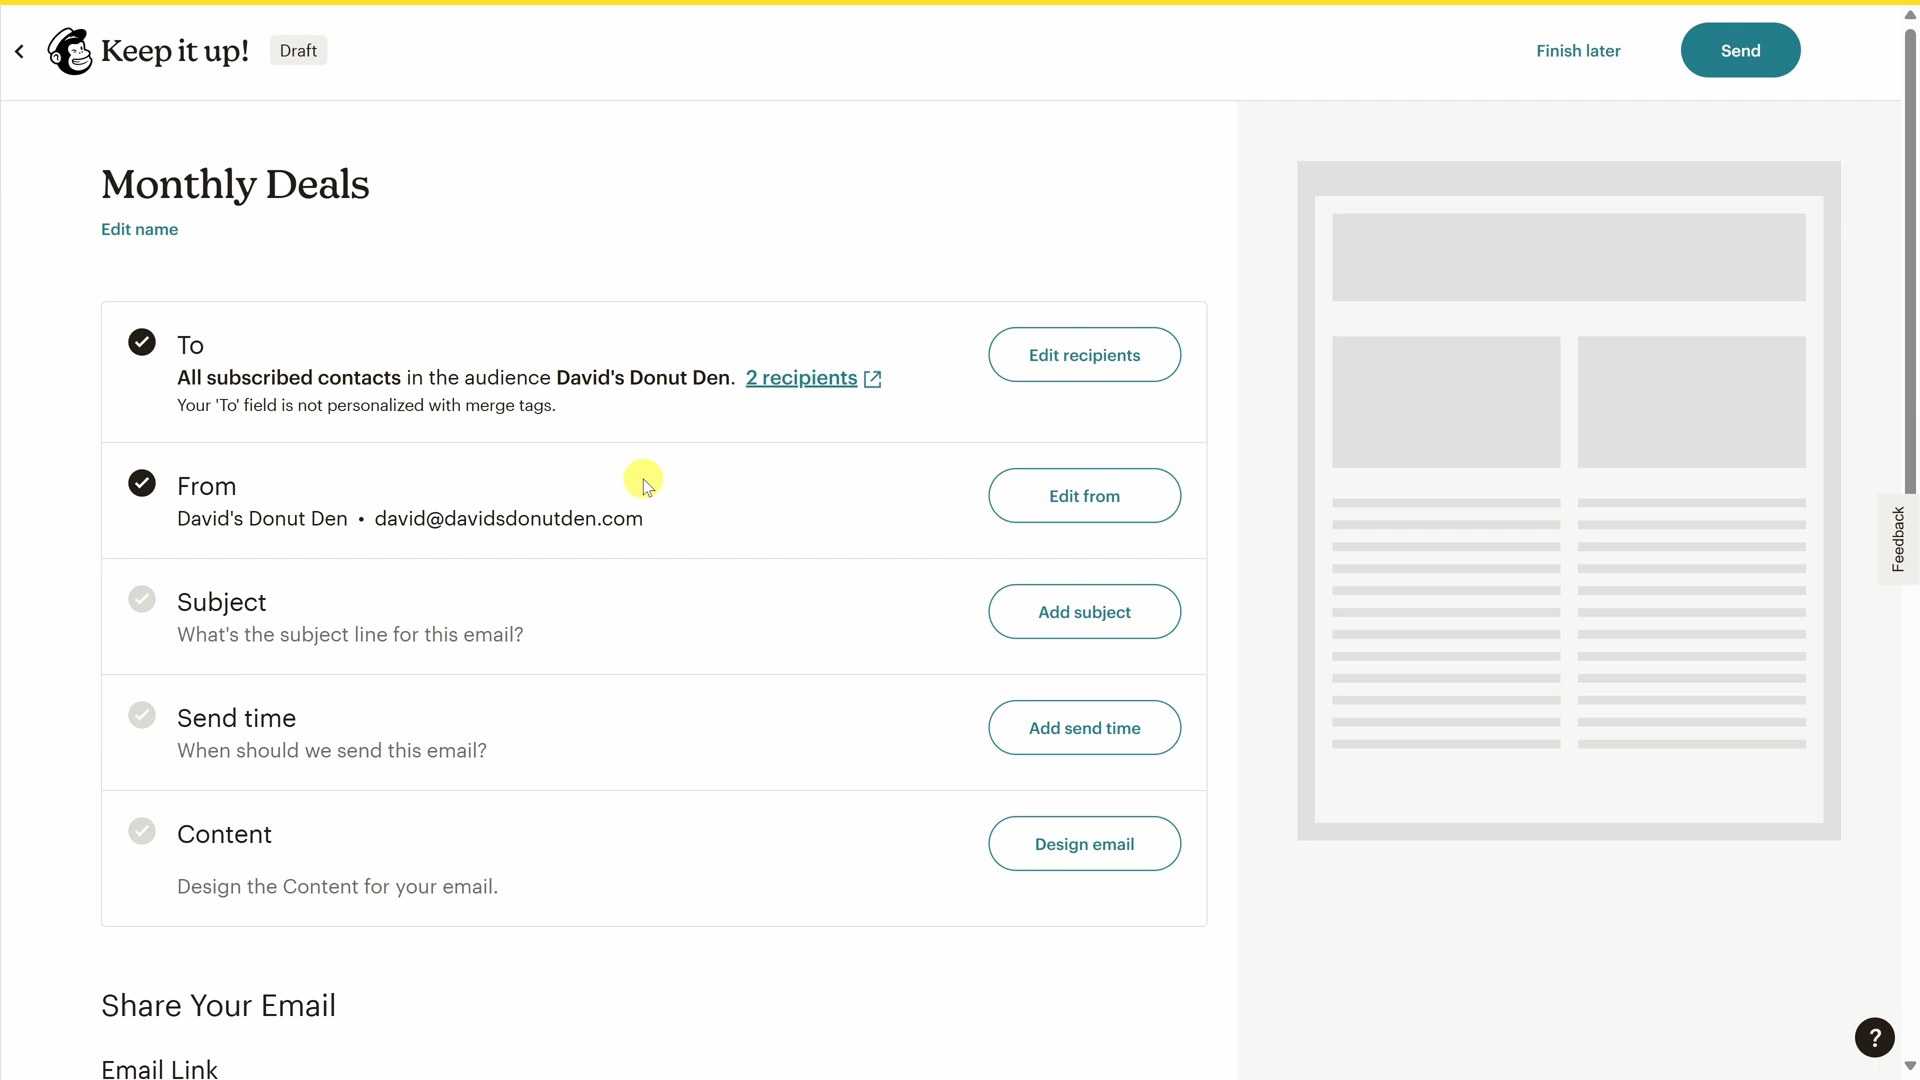 Keep it up!
Draft
Finish later
Send
Monthly Deals
Edit name
To
All subscribed contacts in the audience David's Donut Den. 2 recipients
Your 'To' field is not personalized with merge tags.
Edit recipients
From
David's Donut Den • david@davidsdonutden.com
Edit from
Subject
What's the subject line for this email?
Add subject
Send time
When should we send this email?
Add send time
Content
Design the Content for your email.
Design email
Share Your Email
Email Link
Feedback
?